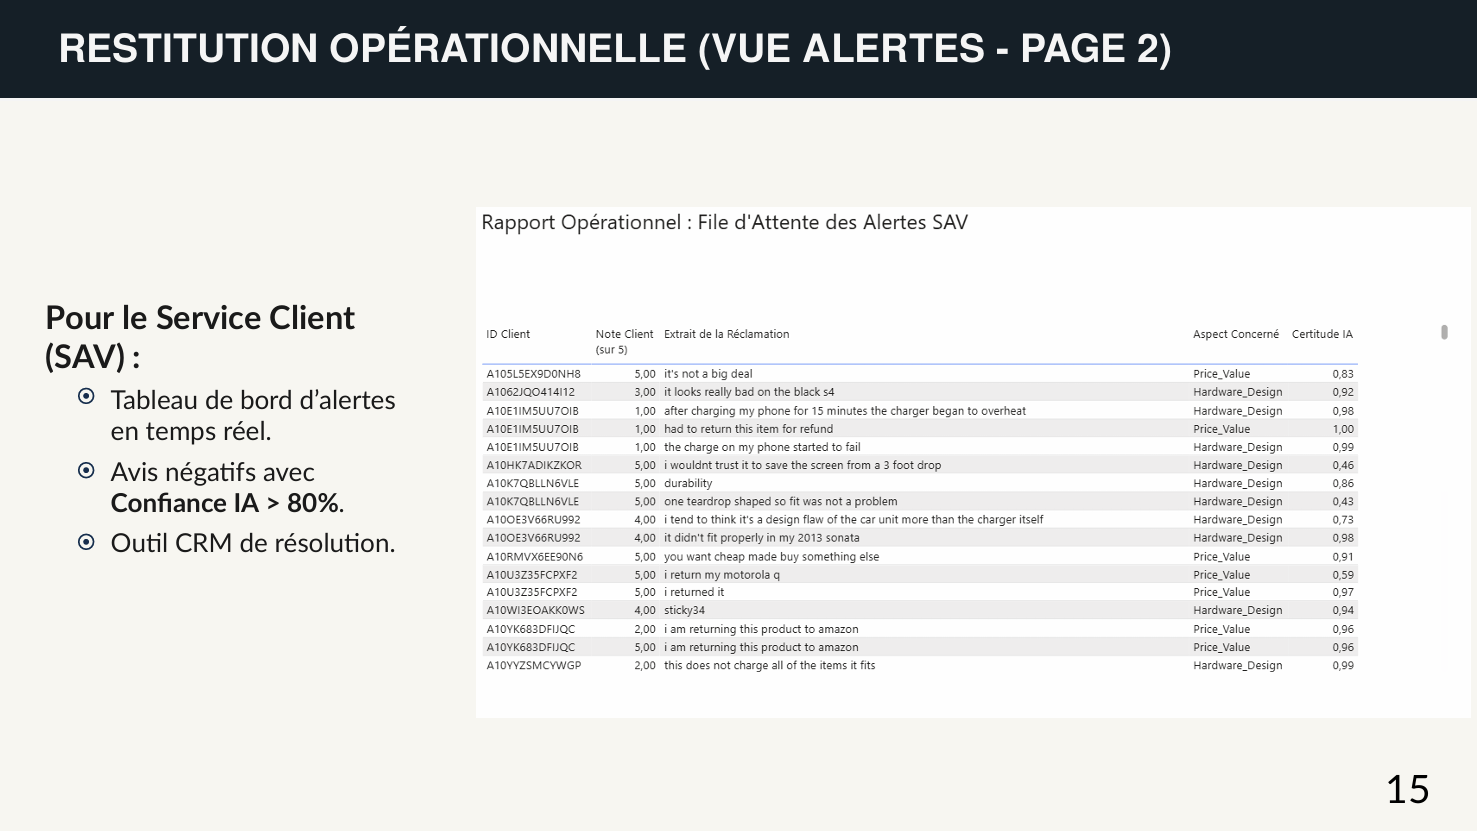 RESTITUTION OPÉRATIONNELLE (VUE ALERTES - PAGE 2)
Pour le Service Client
(SAV) :
Tableau de bord d’alertes
en temps réel.
Avis négatifs avec
Confiance IA > 80%.
Outil CRM de résolution.
Rapport Opérationnel : File d'Attente des Alertes SAV
ID Client Note Client (sur 5) Extrait de la Réclamation Aspect Concerné Certitude IA
A105L5EX9D0NH8 5,00 it's not a big deal Price_Value 0,83
A1062JQO414I12 3,00 it looks really bad on the black s4 Hardware_Design 0,92
A10E1IM5UU7OIB 1,00 after charging my phone for 15 minutes the charger began to overheat Hardware_Design 0,98
A10E1IM5UU7OIB 1,00 had to return this item for refund Price_Value 1,00
A10E1IM5UU7OIB 1,00 the charge on my phone started to fail Hardware_Design 0,99
A10HK7ADIKZKOR 5,00 i wouldnt trust it to save the screen from a 3 foot drop Hardware_Design 0,46
A10K7QBLLN6VLE 5,00 durability Hardware_Design 0,86
A10K7QBLLN6VLE 5,00 one teardrop shaped so fit was not a problem Hardware_Design 0,43
A10OE3V66RU992 4,00 i tend to think it's a design flaw of the car unit more than the charger itself Hardware_Design 0,73
A10OE3V66RU992 4,00 it didn't fit properly in my 2013 sonata Hardware_Design 0,98
A10RMVX6EE90N6 5,00 you want cheap made buy something else Price_Value 0,91
A10U3Z35FCPXF2 5,00 i return my motorola q Price_Value 0,59
A10U3Z35FCPXF2 5,00 i returned it Price_Value 0,97
A10WI3EOAKK0WS 4,00 sticky34 Hardware_Design 0,94
A10YK683DFIJQC 2,00 i am returning this product to amazon Price_Value 0,96
A10YK683DFIJQC 5,00 i am returning this product to amazon Price_Value 0,96
A10YYZSMCYWGP 2,00 this does not charge all of the items it fits Hardware_Design 0,99
15